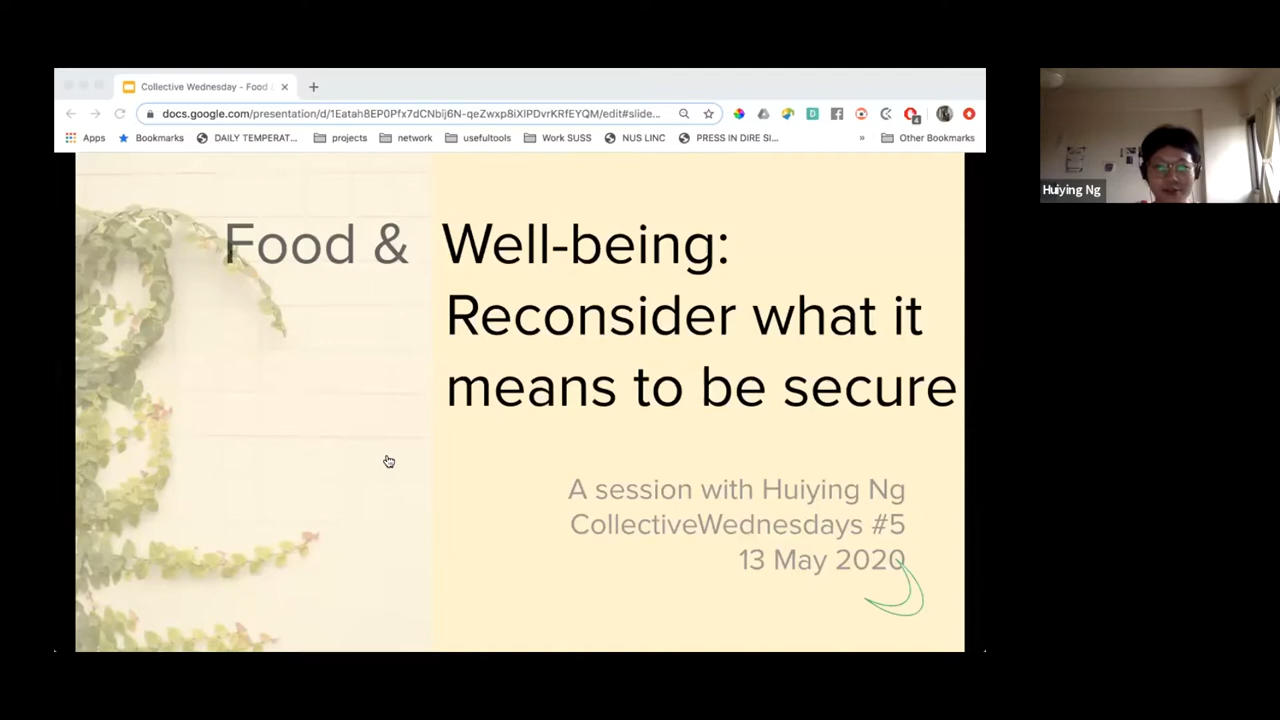 Collective Wednesday - Food
docs.google.com/presentation/d/1Eatah8EP0Pfx7dCNbij6N-qeZwxp8iXlPDvrKRfEYQM/edit#slide...
Apps Bookmarks DAILY TEMPERAT... projects network usefultools Work SUSS NUS LINC PRESS IN DIRE SI... » Other Bookmarks
Huiying Ng
Food & Well-being:
Reconsider what it
means to be secure
A session with Huiying Ng
CollectiveWednesdays #5
13 May 2020